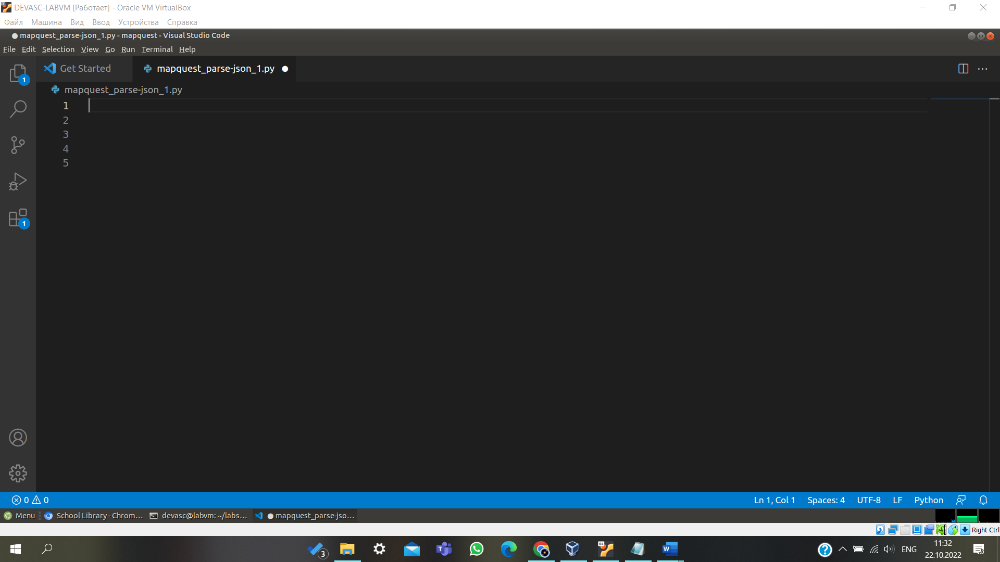 DEVASC-LABVM [Работает] - Oracle VM VirtualBox
Файл Машина Вид Ввод Устройства Справка
● mapquest_parse-json_1.py - mapquest - Visual Studio Code
File Edit Selection View Go Run Terminal Help
Get Started mapquest_parse-json_1.py
mapquest_parse-json_1.py
1
2
3
4
5
1
1
0 0 Ln 1, Col 1 Spaces: 4 UTF-8 LF Python
Menu School Library - Chrom... devasc@labvm: ~/labs... ● mapquest_parse-jso...
Right Ctrl
3 64 W ENG 11:32
22.10.2022